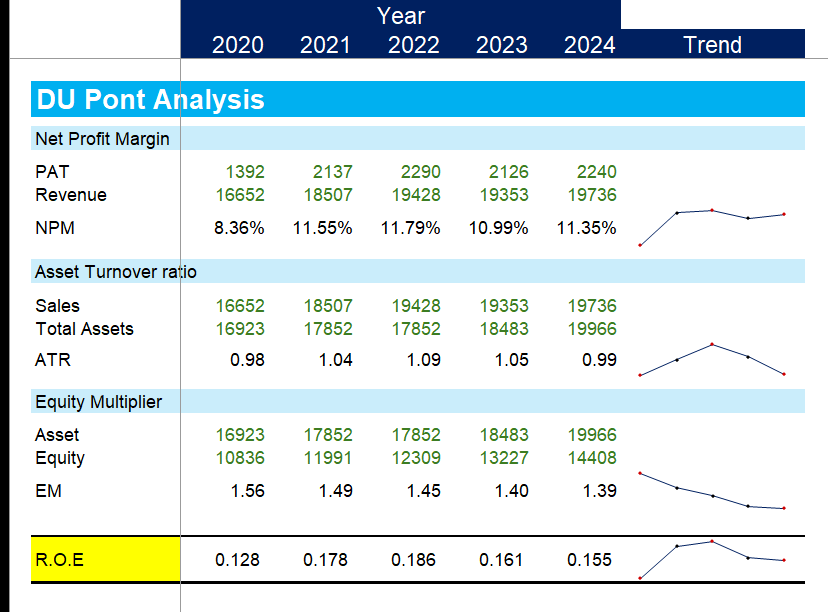 Year
2020 2021 2022 2023 2024 Trend
DU Pont Analysis
Net Profit Margin
PAT 1392 2137 2290 2126 2240
Revenue 16652 18507 19428 19353 19736
NPM 8.36% 11.55% 11.79% 10.99% 11.35%
Asset Turnover ratio
Sales 16652 18507 19428 19353 19736
Total Assets 16923 17852 17852 18483 19966
ATR 0.98 1.04 1.09 1.05 0.99
Equity Multiplier
Asset 16923 17852 17852 18483 19966
Equity 10836 11991 12309 13227 14408
EM 1.56 1.49 1.45 1.40 1.39
R.O.E 0.128 0.178 0.186 0.161 0.155